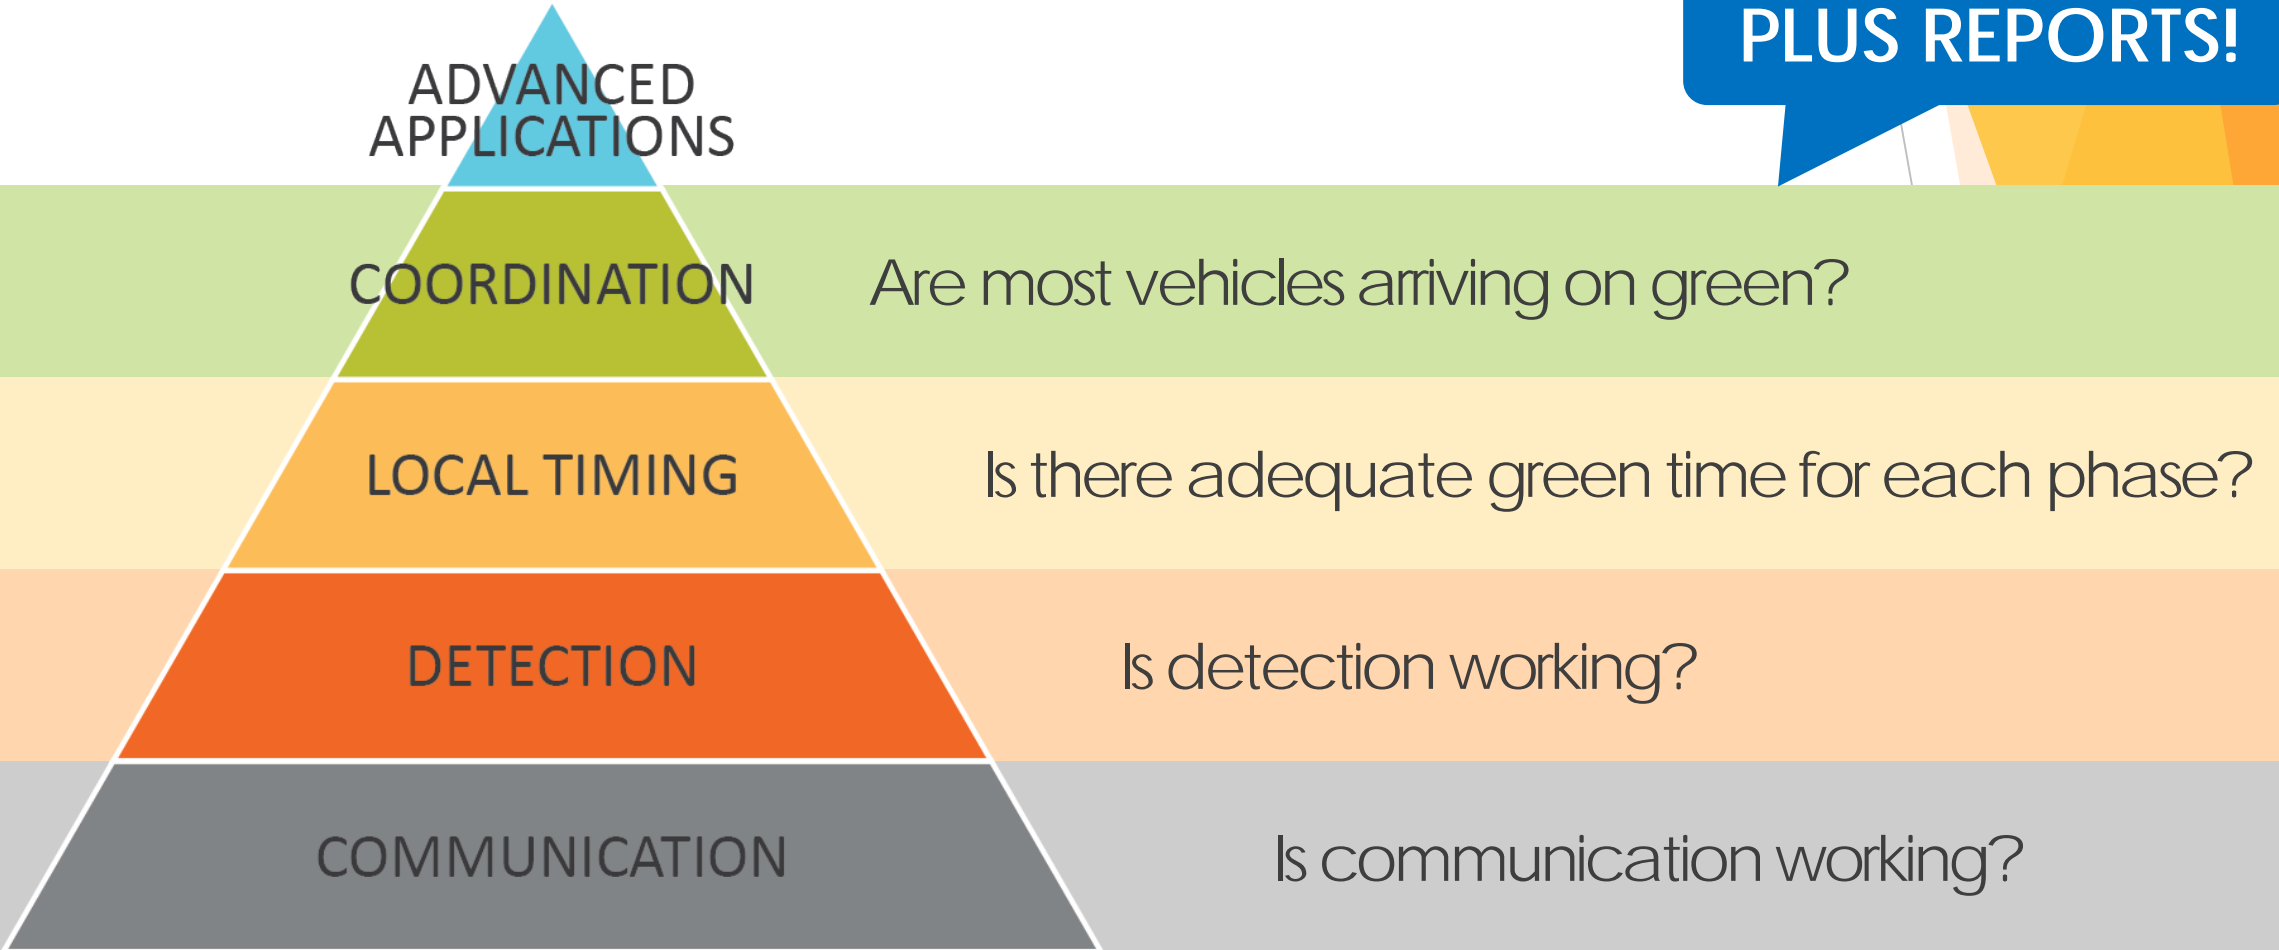 PLUS REPORTS!
ADVANCED
APPLICATIONS
COORDINATION
Are most vehicles arriving on green?
LOCAL TIMING
Is there adequate green time for each phase?
DETECTION
Is detection working?
COMMUNICATION
Is communication working?